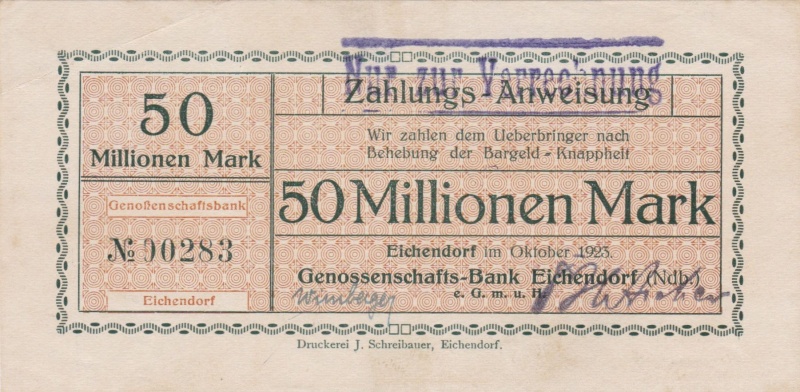 Nur zur Verrechnung
Zahlungs-Anweisung
50
Millionen Mark
Wir zahlen dem Ueberbringer nach
Behebung der Bargeld-Knappheit
Genoßenschaftsbank
50 Millionen Mark
№ 00283
Eichendorf im Oktober 1923.
Genossenschafts-Bank Eichendorf (Ndb.)
e. G. m. u. H.
Eichendorf
Wimberger
Druckerei J. Schreibauer, Eichendorf.